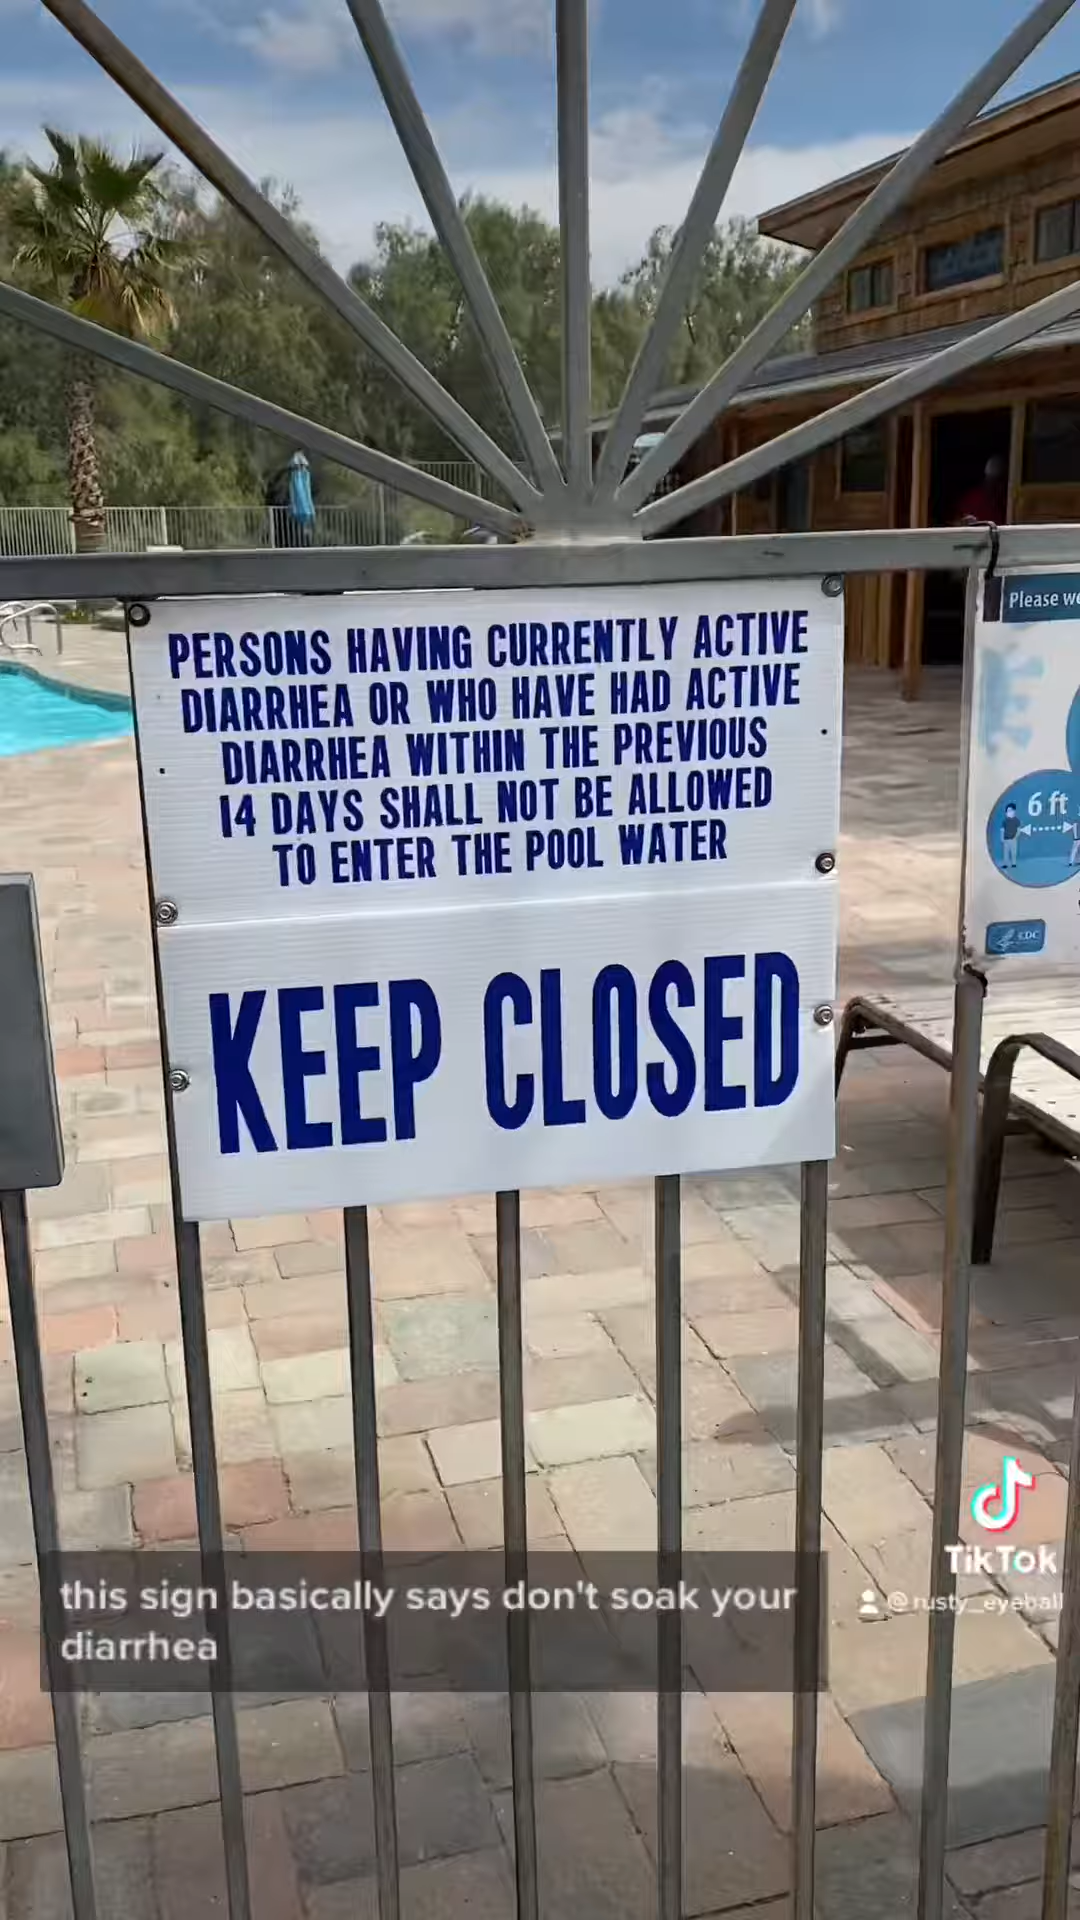 PERSONS HAVING CURRENTLY ACTIVE
DIARRHEA OR WHO HAVE HAD ACTIVE
DIARRHEA WITHIN THE PREVIOUS
14 DAYS SHALL NOT BE ALLOWED
TO ENTER THE POOL WATER
KEEP CLOSED
Please
6 ft
CDC
this sign basically says don't soak your
diarrhea
TikTok
@rusty_eyeball